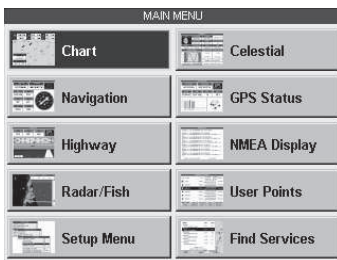 MAIN MENU
Chart
Celestial
Navigation
GPS Status
Highway
NMEA Display
Radar/Fish
User Points
Setup Menu
Find Services